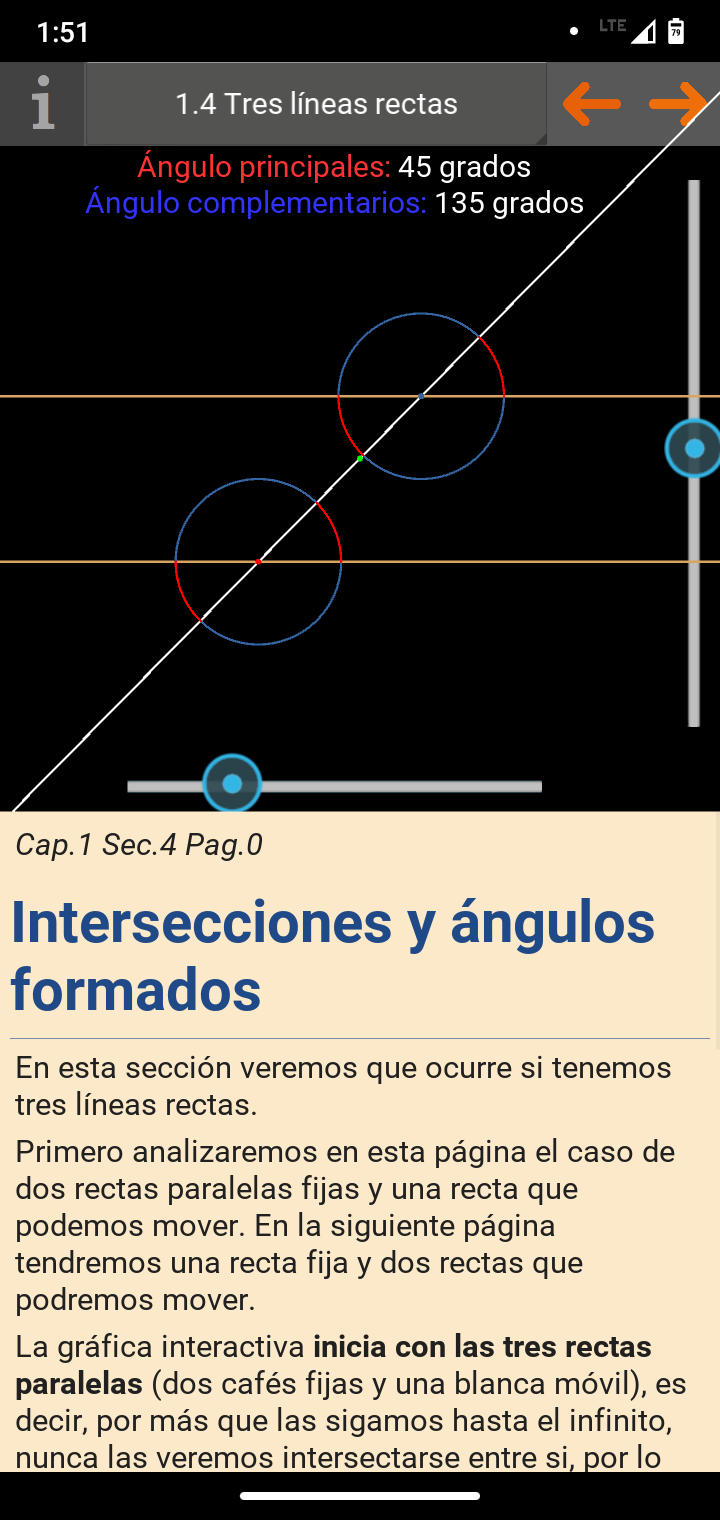 1:51
LTE
79
i
1.4 Tres líneas rectas
Ángulo principales: 45 grados
Ángulo complementarios: 135 grados
Cap.1 Sec.4 Pag.0
Intersecciones y ángulos
formados
En esta sección veremos que ocurre si tenemos
tres líneas rectas.
Primero analizaremos en esta página el caso de
dos rectas paralelas fijas y una recta que
podemos mover. En la siguiente página
tendremos una recta fija y dos rectas que
podremos mover.
La gráfica interactiva inicia con las tres rectas
paralelas (dos cafés fijas y una blanca móvil), es
decir, por más que las sigamos hasta el infinito,
nunca las veremos intersectarse entre si, por lo